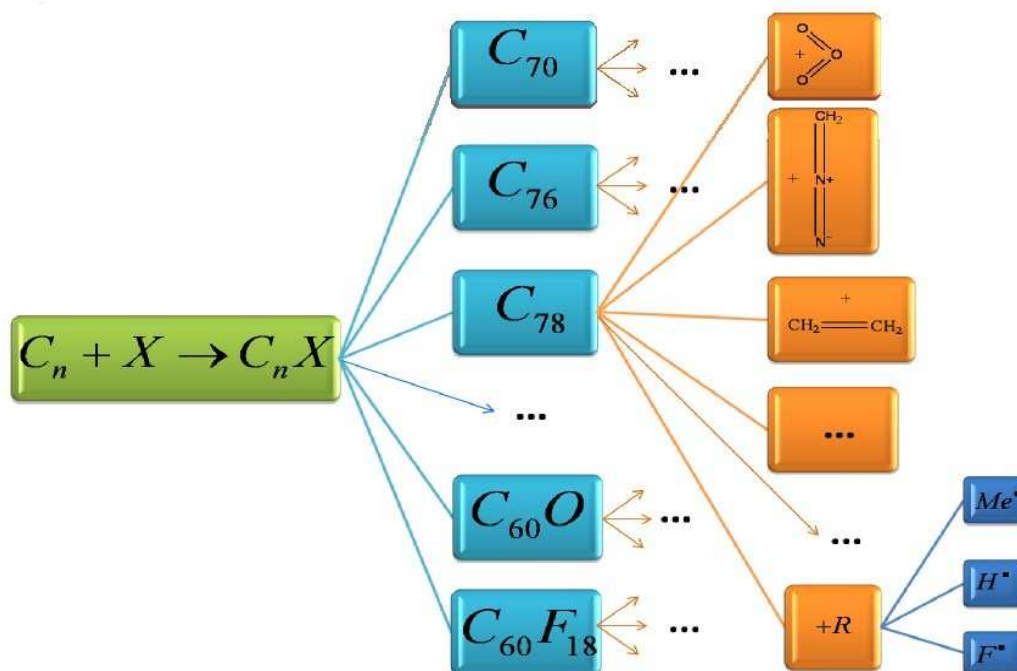 Cₙ + X → CₙX
C₇₀
...
C₇₆
...
C₇₈
...
C₆₀O
...
C₆₀F₁₈
...
O
+
O
O
CH₂
+
N+
N⁻
+
CH₂
CH₂
...
...
+R
Me•
H•
F•